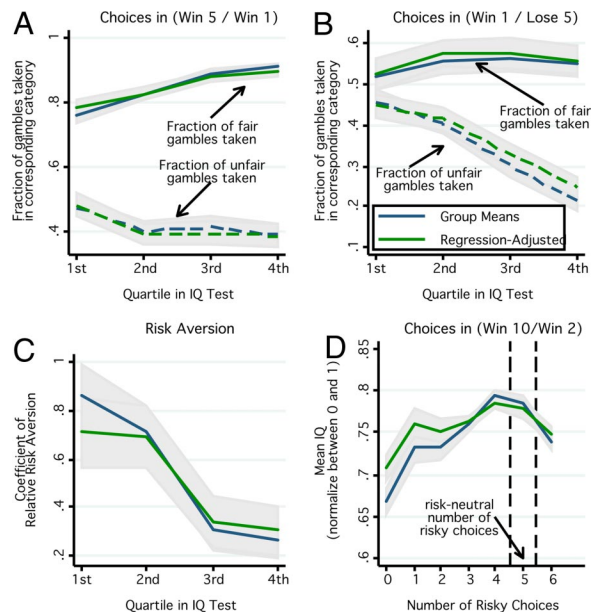 A
Choices in (Win 5 / Win 1)
Fraction of gambles taken
in corresponding category
1
.8
.6
.4
Fraction of fair
gambles taken
Fraction of unfair
gambles taken
1st 2nd 3rd 4th
Quartile in IQ Test
B
Choices in (Win 1 / Lose 5)
Fraction of gambles taken
in corresponding category
.6
.5
.4
.3
.2
.1
Fraction of fair
gambles taken
Fraction of unfair
gambles taken
Group Means
Regression-Adjusted
1st 2nd 3rd 4th
Quartile in IQ Test
C
Risk Aversion
Coefficient of
Relative Risk Aversion
1
.8
.6
.4
.2
1st 2nd 3rd 4th
Quartile in IQ Test
D
Choices in (Win 10/Win 2)
Mean IQ
(normalize between 0 and 1)
.85
.8
.75
.7
.65
.6
risk-neutral
number of
risky choices
0 1 2 3 4 5 6
Number of Risky Choices